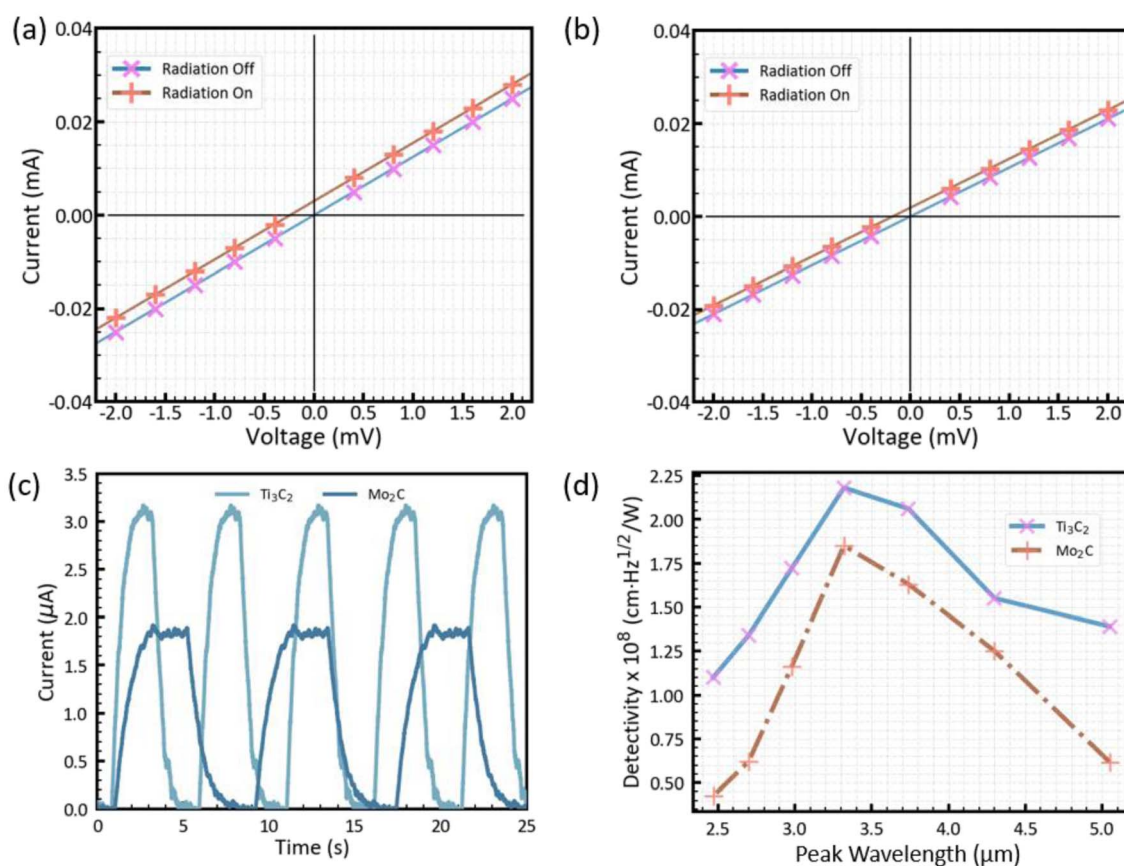 (a)
0.04
0.02
0.00
-0.02
-0.04
Current (mA)
Radiation Off
Radiation On
-2.0 -1.5 -1.0 -0.5 0.0 0.5 1.0 1.5 2.0
Voltage (mV)
(b)
0.04
0.02
0.00
-0.02
-0.04
Current (mA)
Radiation Off
Radiation On
-2.0 -1.5 -1.0 -0.5 0.0 0.5 1.0 1.5 2.0
Voltage (mV)
(c)
3.5
3.0
2.5
2.0
1.5
1.0
0.5
0.0
Current (μA)
Ti₃C₂ Mo₂C
0 5 10 15 20 25
Time (s)
(d)
2.25
2.00
1.75
1.50
1.25
1.00
0.75
0.50
Detectivity x 10⁸ (cm·Hz¹/²/W)
Ti₃C₂
Mo₂C
2.5 3.0 3.5 4.0 4.5 5.0
Peak Wavelength (μm)